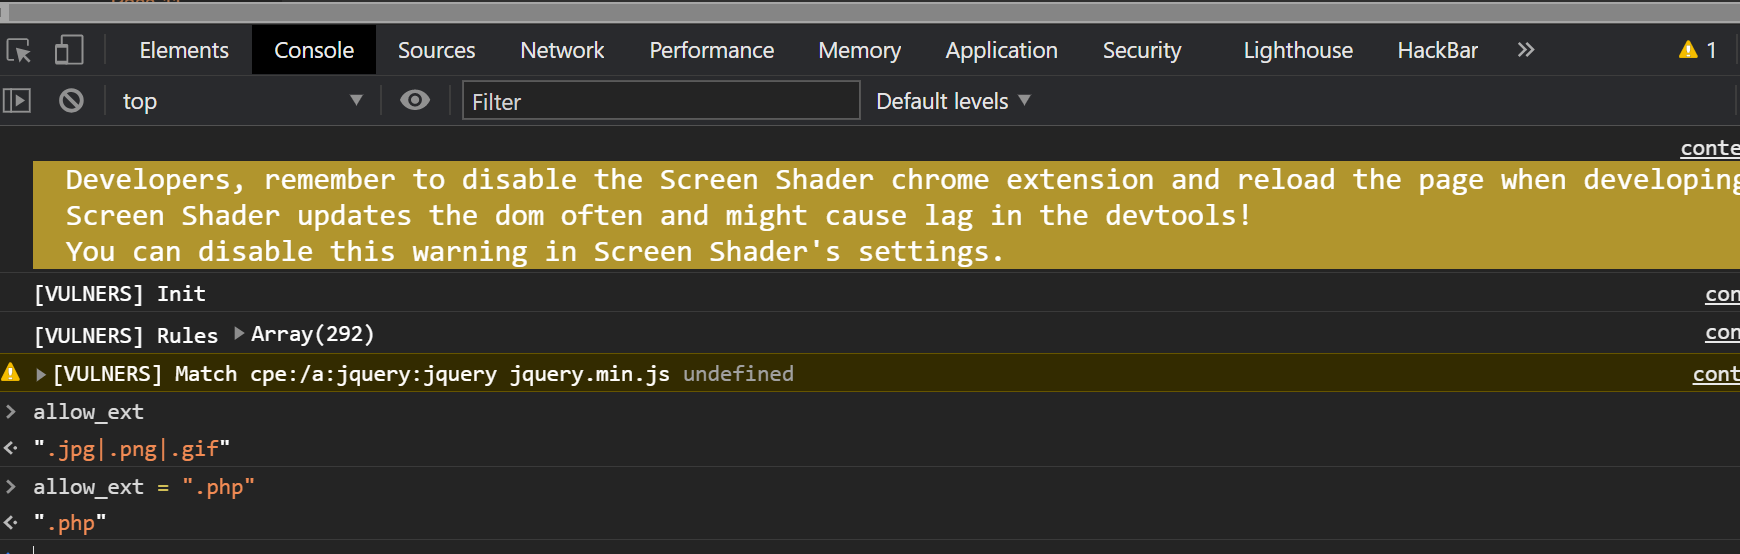 Elements Console Sources Network Performance Memory Application Security Lighthouse HackBar 1
top Filter Default levels
conte
Developers, remember to disable the Screen Shader chrome extension and reload the page when developing
Screen Shader updates the dom often and might cause lag in the devtools!
You can disable this warning in Screen Shader's settings.
[VULNERS] Init con
[VULNERS] Rules Array(292) con
[VULNERS] Match cpe:/a:jquery:jquery jquery.min.js undefined cont
allow_ext
".jpg|.png|.gif"
allow_ext = ".php"
".php"